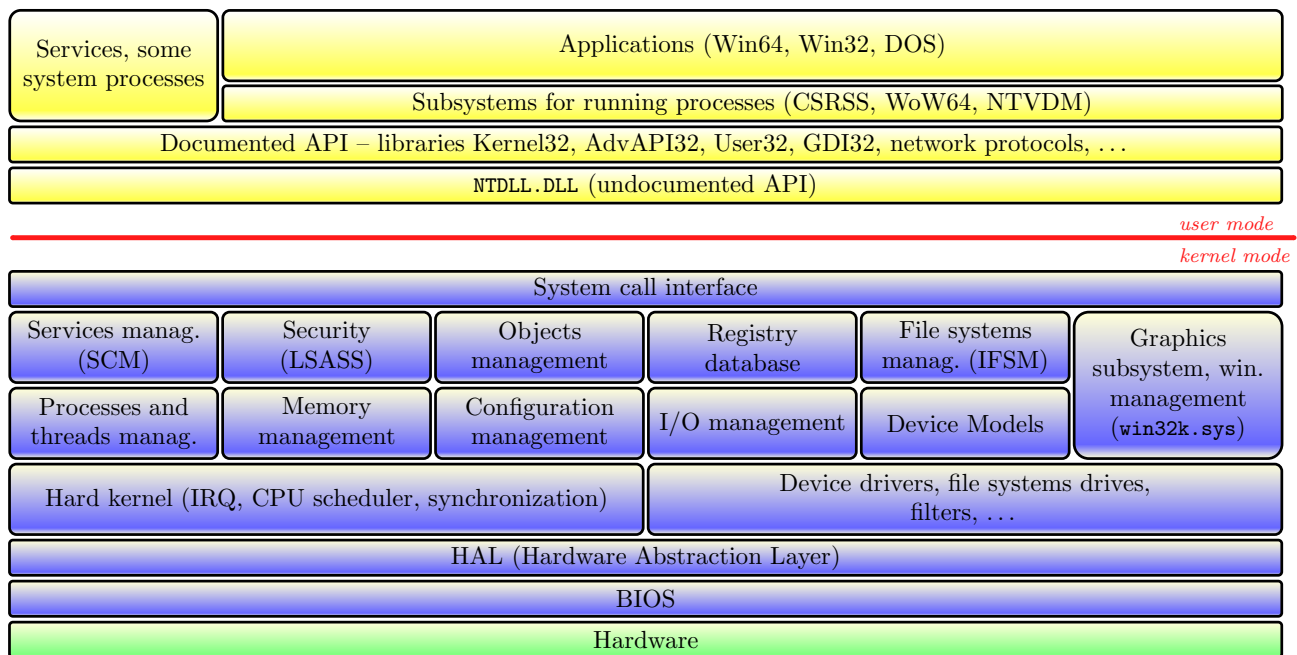 Services, some
system processes
Applications (Win64, Win32, DOS)
Subsystems for running processes (CSRSS, WoW64, NTVDM)
Documented API – libraries Kernel32, AdvAPI32, User32, GDI32, network protocols, ...
NTDLL.DLL (undocumented API)
user mode
kernel mode
System call interface
Services manag.
(SCM)
Security
(LSASS)
Objects
management
Registry
database
File systems
manag. (IFSM)
Graphics
subsystem, win.
management
(win32k.sys)
Processes and
threads manag.
Memory
management
Configuration
management
I/O management
Device Models
Hard kernel (IRQ, CPU scheduler, synchronization)
Device drivers, file systems drives,
filters, ...
HAL (Hardware Abstraction Layer)
BIOS
Hardware